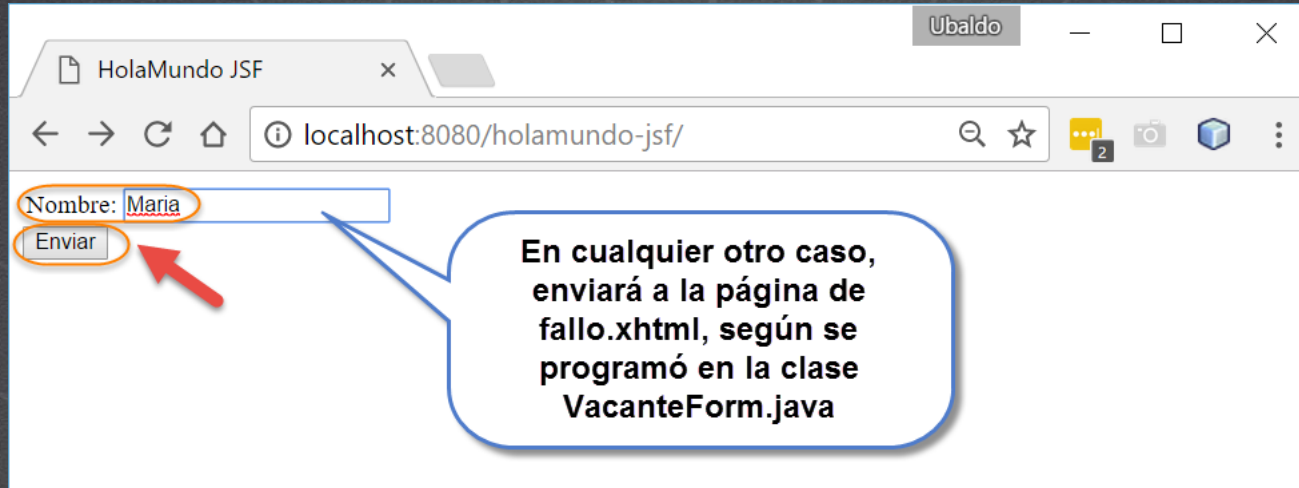 Ubaldo
HolaMundo JSF
localhost:8080/holamundo-jsf/
2
Nombre: Maria
Enviar
En cualquier otro caso,
enviará a la página de
fallo.xhtml, según se
programó en la clase
VacanteForm.java